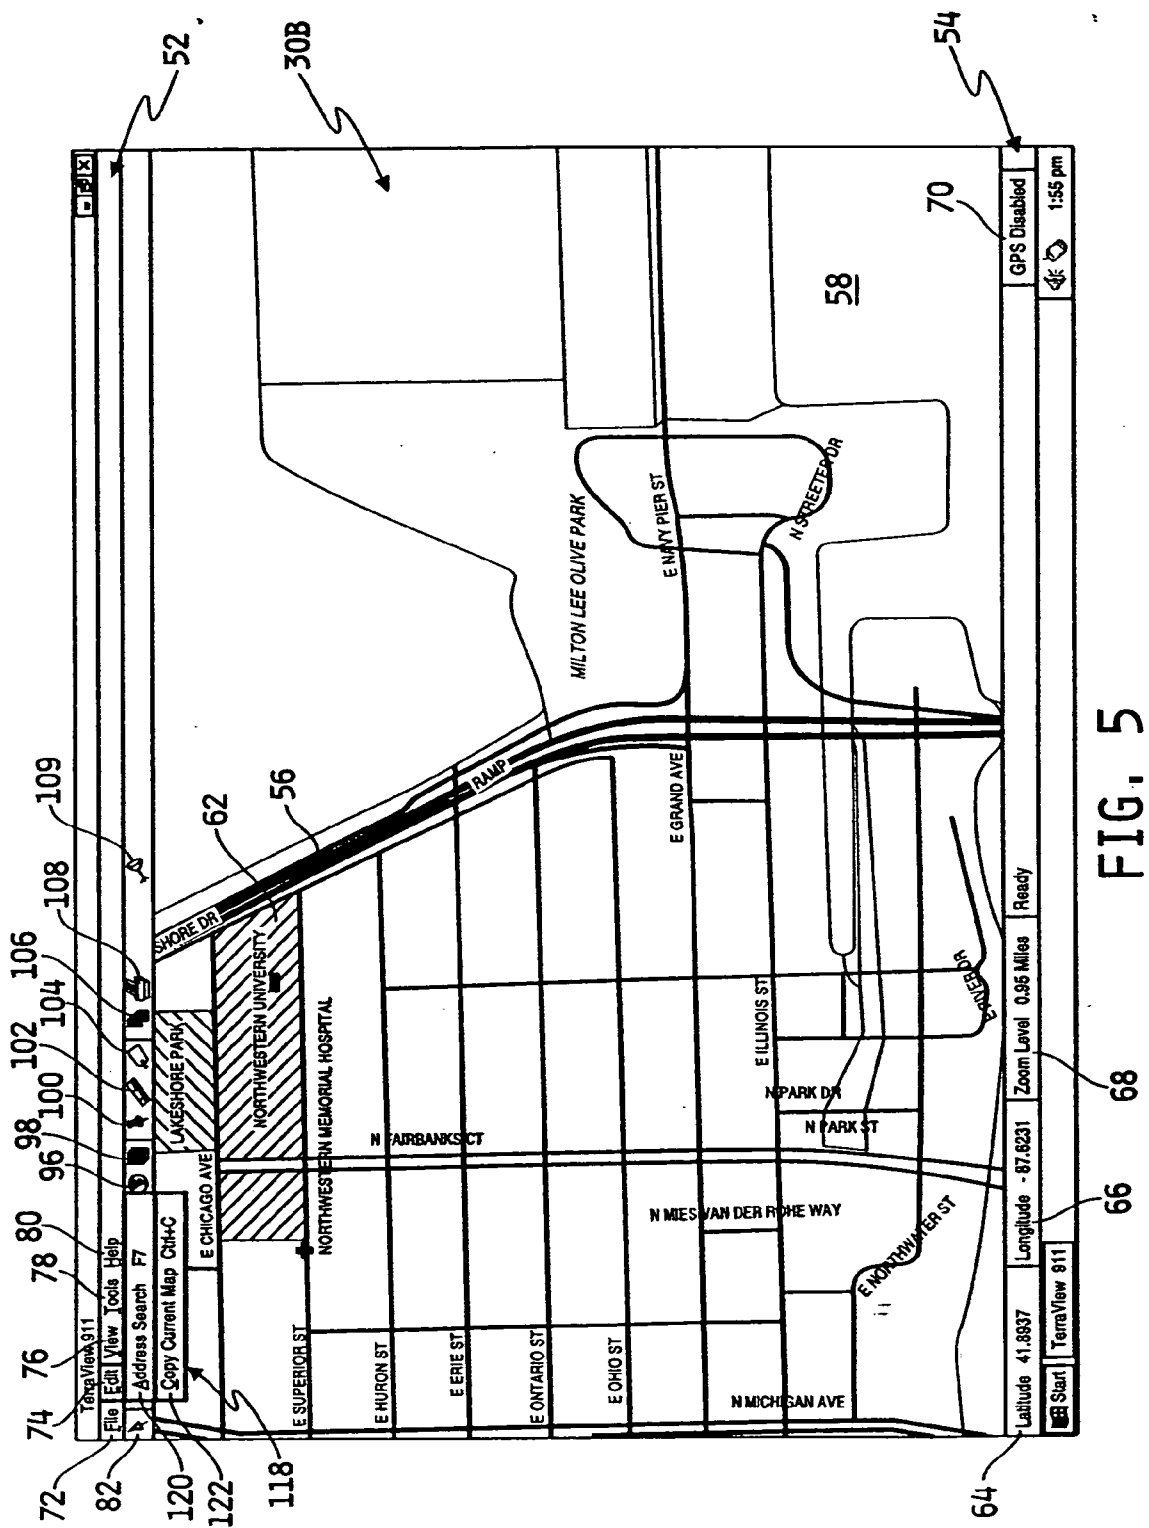 52
30B
54
109
108
106
104
102
100
98
96
80
78
76
74
72
82
120
122
118
TerraView 911
File Edit View Tools Help
Address Search F7
Copy Current Map Ctrl+C
62
56
70
58
SHORE DR
LAKESHORE PARK
E CHICAGO AVE
NORTHWESTERN UNIVERSITY
NORTHWESTERN MEMORIAL HOSPITAL
E SUPERIOR ST
N FAIRBANKS CT
E HURON ST
E ERIE ST
RAMP
E ONTARIO ST
MILTON LEE OLIVE PARK
E OHIO ST
E NAVY PIER ST
E GRAND AVE
N MIES VAN DER ROHE WAY
N MICHIGAN AVE
E ILLINOIS ST
N PARK DR
N PARK ST
N STREETER DR
E NORTHWATER ST
E RIVER DR
Latitude 41.8937
Longitude - 87.6231
Zoom Level 0.95 Miles
Ready
GPS Disabled
Start
TerraView 911
1:55 pm
64
66
68
FIG. 5